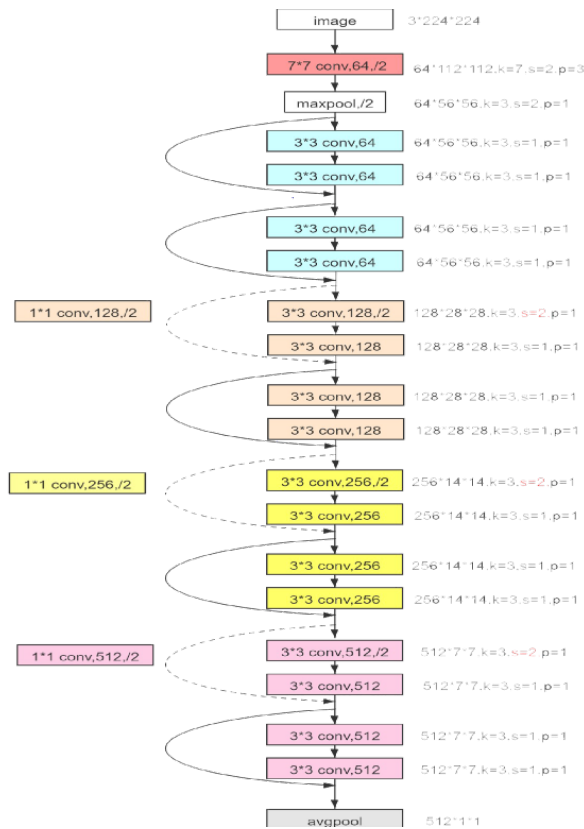 image 3*224*224
7*7 conv,64,/2 64*112*112,k=7,s=2,p=3
maxpool,/2 64*56*56,k=3,s=2,p=1
3*3 conv,64 64*56*56,k=3,s=1,p=1
3*3 conv,64 64*56*56,k=3,s=1,p=1
3*3 conv,64 64*56*56,k=3,s=1,p=1
3*3 conv,64 64*56*56,k=3,s=1,p=1
1*1 conv,128,/2 3*3 conv,128,/2 128*28*28,k=3,s=2,p=1
3*3 conv,128 128*28*28,k=3,s=1,p=1
3*3 conv,128 128*28*28,k=3,s=1,p=1
3*3 conv,128 128*28*28,k=3,s=1,p=1
1*1 conv,256,/2 3*3 conv,256,/2 256*14*14,k=3,s=2,p=1
3*3 conv,256 256*14*14,k=3,s=1,p=1
3*3 conv,256 256*14*14,k=3,s=1,p=1
3*3 conv,256 256*14*14,k=3,s=1,p=1
1*1 conv,512,/2 3*3 conv,512,/2 512*7*7,k=3,s=2,p=1
3*3 conv,512 512*7*7,k=3,s=1,p=1
3*3 conv,512 512*7*7,k=3,s=1,p=1
3*3 conv,512 512*7*7,k=3,s=1,p=1
avgpool 512*1*1